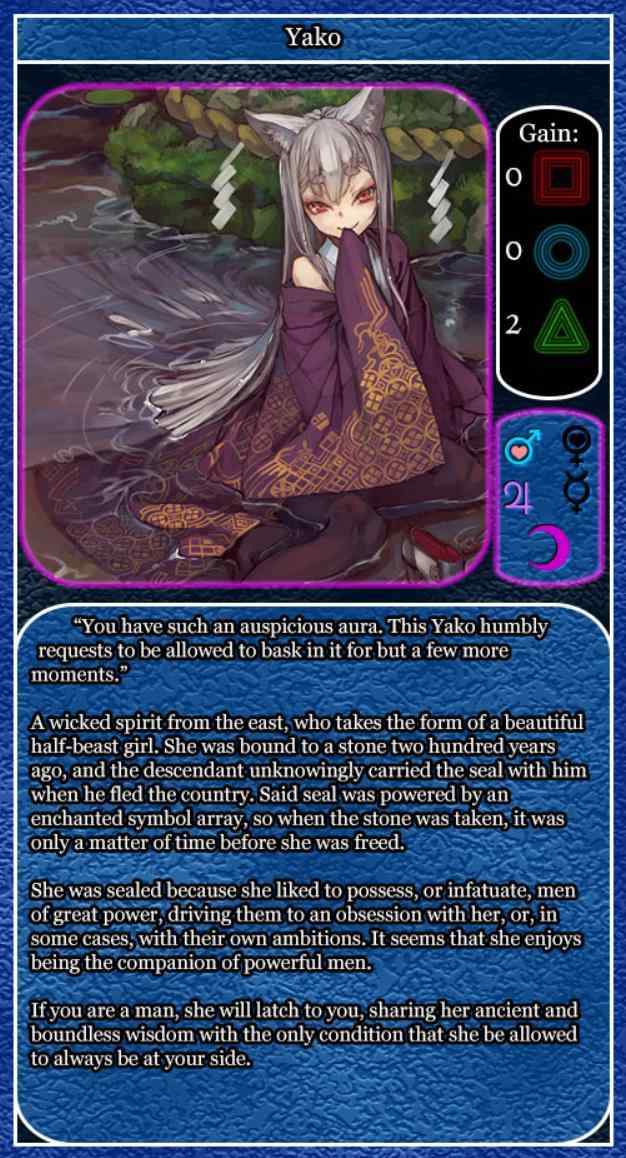 Yako
Gain:
0
0
2
“You have such an auspicious aura. This Yako humbly
requests to be allowed to bask in it for but a few more
moments.”
A wicked spirit from the east, who takes the form of a beautiful
half-beast girl. She was bound to a stone two hundred years
ago, and the descendant unknowingly carried the seal with him
when he fled the country. Said seal was powered by an
enchanted symbol array, so when the stone was taken, it was
only a matter of time before she was freed.
She was sealed because she liked to possess, or infatuate, men
of great power, driving them to an obsession with her, or, in
some cases, with their own ambitions. It seems that she enjoys
being the companion of powerful men.
If you are a man, she will latch to you, sharing her ancient and
boundless wisdom with the only condition that she be allowed
to always be at your side.